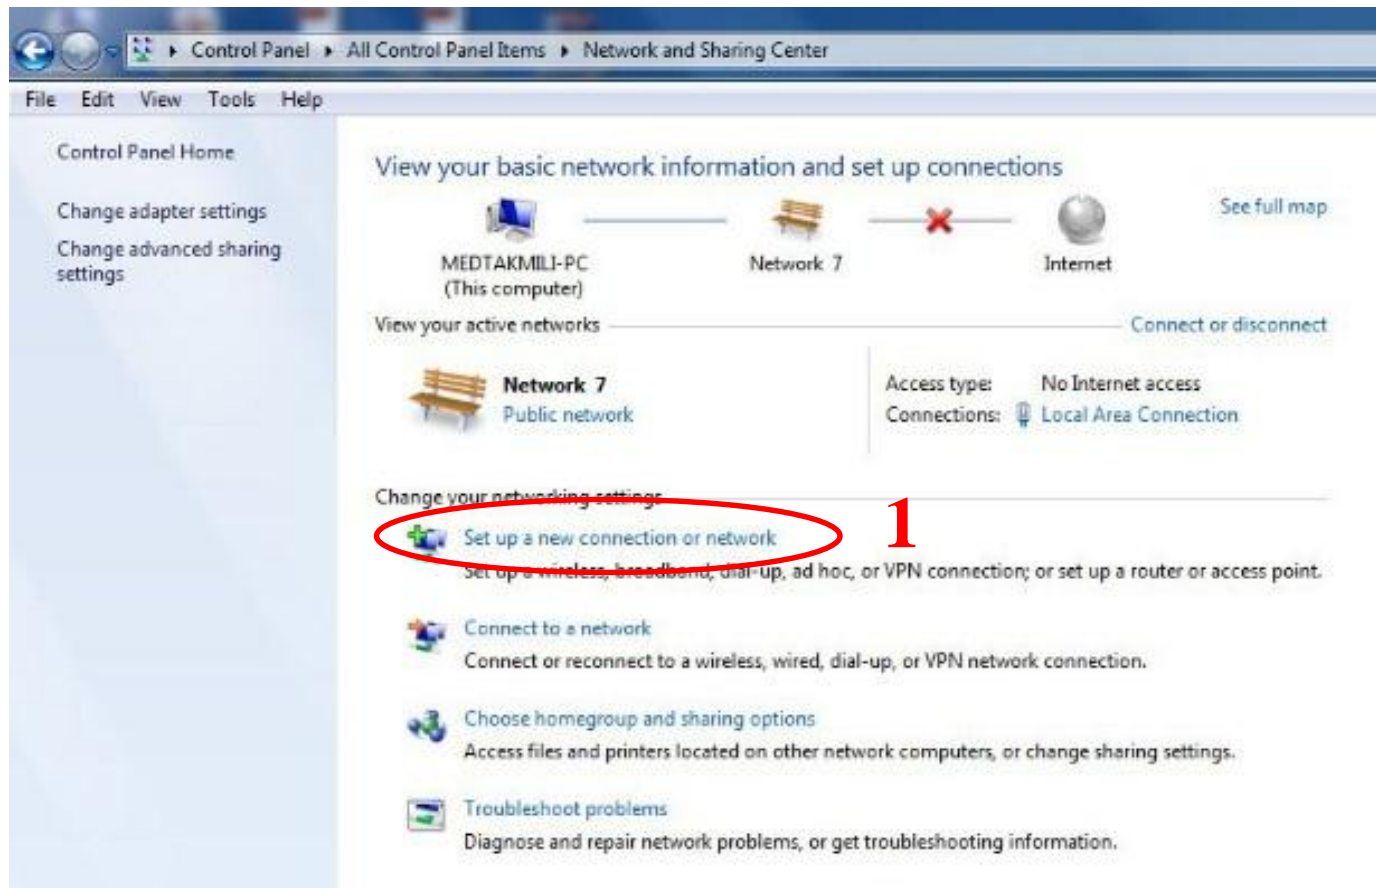 Control Panel ▸ All Control Panel Items ▸ Network and Sharing Center
File Edit View Tools Help
Control Panel Home
Change adapter settings
Change advanced sharing
settings
View your basic network information and set up connections
See full map
MEDTAKMILI-PC
(This computer)
Network 7
Internet
View your active networks
Connect or disconnect
Network 7
Public network
Access type: No Internet access
Connections: Local Area Connection
Change your networking settings
1
Set up a new connection or network
Set up a wireless, broadband, dial-up, ad hoc, or VPN connection; or set up a router or access point.
Connect to a network
Connect or reconnect to a wireless, wired, dial-up, or VPN network connection.
Choose homegroup and sharing options
Access files and printers located on other network computers, or change sharing settings.
Troubleshoot problems
Diagnose and repair network problems, or get troubleshooting information.